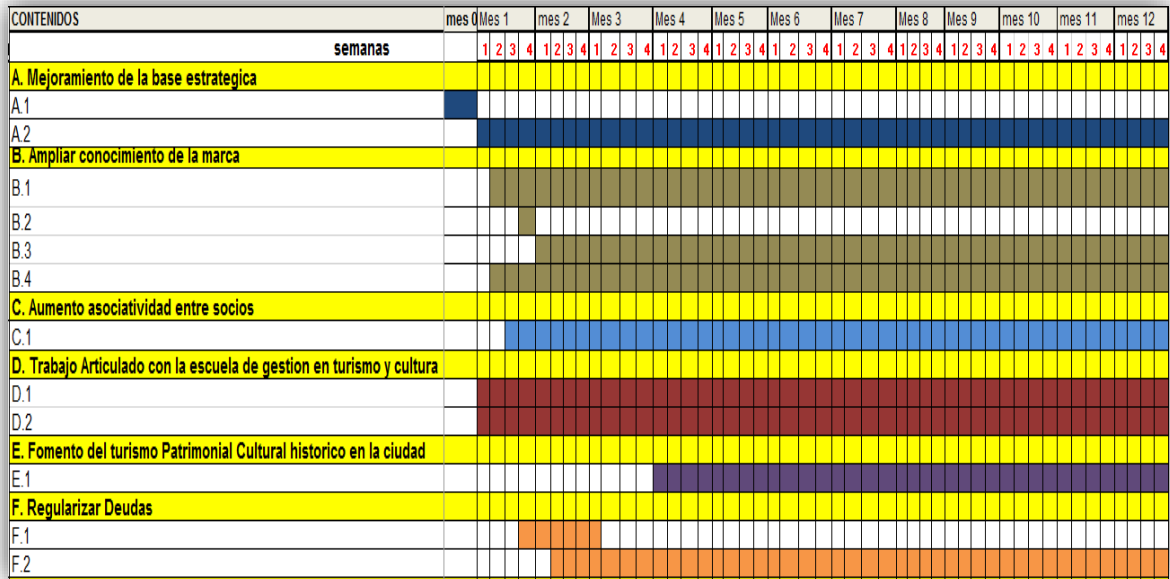 CONTENIDOS mes 0 Mes 1 mes 2 Mes 3 Mes 4 Mes 5 Mes 6 Mes 7 Mes 8 Mes 9 mes 10 mes 11 mes 12
semanas 1 2 3 4 1 2 3 4 1 2 3 4 1 2 3 4 1 2 3 4 1 2 3 4 1 2 3 4 1 2 3 4 1 2 3 4 1 2 3 4 1 2 3 4 1 2 3 4
A. Mejoramiento de la base estrategica
A.1
A.2
B. Ampliar conocimiento de la marca
B.1
B.2
B.3
B.4
C. Aumento asociatividad entre socios
C.1
D. Trabajo Articulado con la escuela de gestion en turismo y cultura
D.1
D.2
E. Fomento del turismo Patrimonial Cultural historico en la ciudad
E.1
F. Regularizar Deudas
F.1
F.2